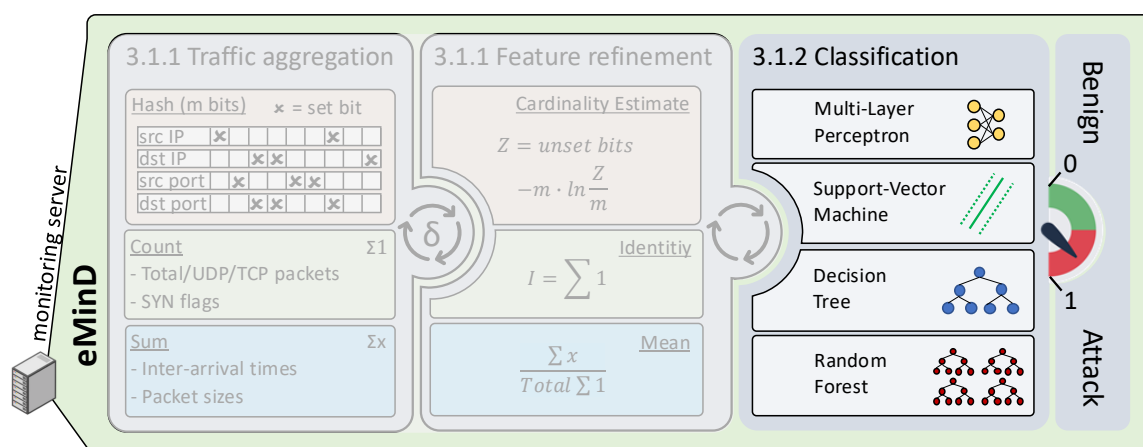 monitoring server
eMinD
3.1.1 Traffic aggregation
Hash (m bits) × = set bit
src IP
dst IP
src port
dst port
Count Σ1
- Total/UDP/TCP packets
- SYN flags
Sum Σx
- Inter-arrival times
- Packet sizes
δ
3.1.1 Feature refinement
Cardinality Estimate
Z = unset bits
−m · ln Z/m
Identitiy
I = ∑ 1
Mean
∑ x
Total ∑ 1
3.1.2 Classification
Multi-Layer
Perceptron
Support-Vector
Machine
Decision
Tree
Random
Forest
Benign
0
1
Attack